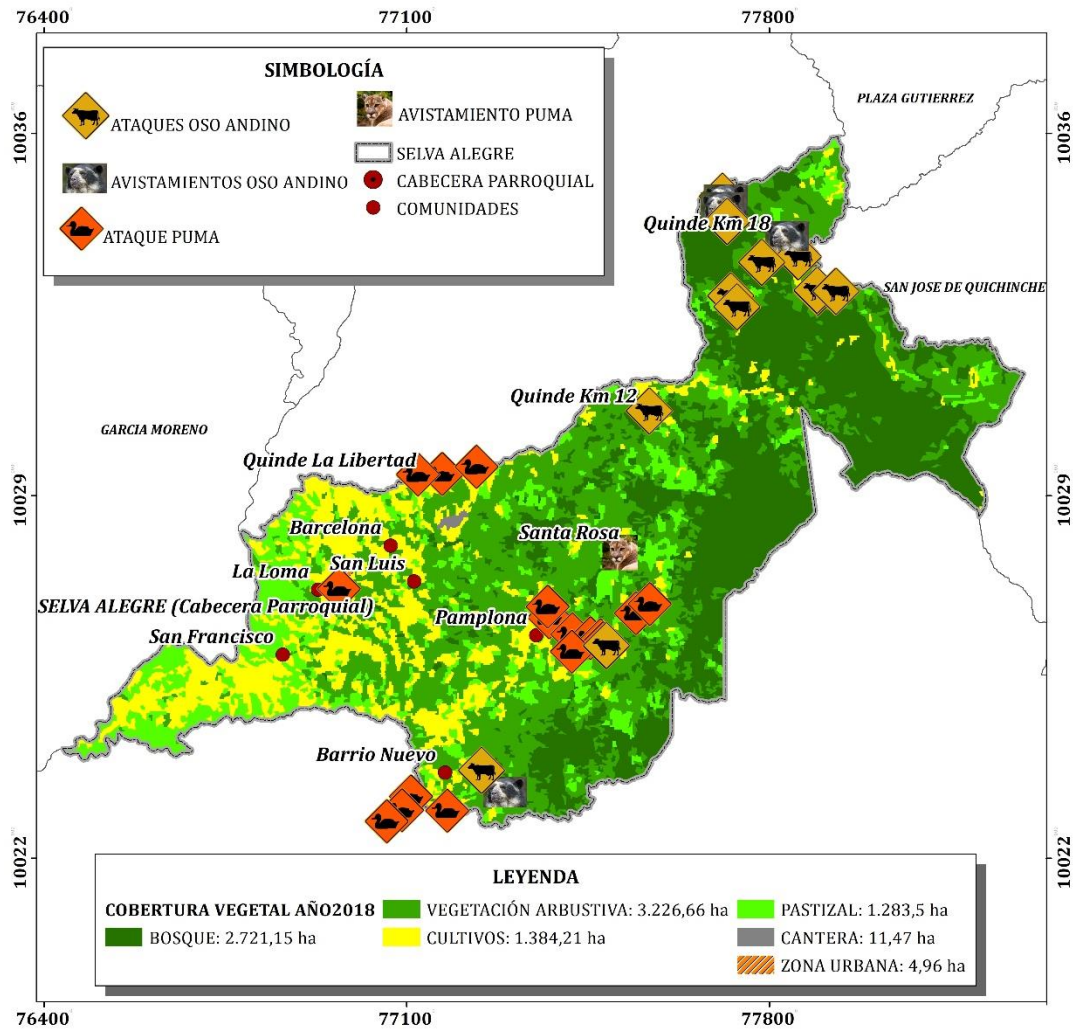 76400
77100
77800
SIMBOLOGÍA
ATAQUES OSO ANDINO
AVISTAMIENTOS OSO ANDINO
ATAQUE PUMA
AVISTAMIENTO PUMA
SELVA ALEGRE
CABECERA PARROQUIAL
COMUNIDADES
PLAZA GUTIERREZ
10036
10036
Quinde Km 18
SAN JOSE DE QUICHINCHE
Quinde Km 12
GARCIA MORENO
Quinde La Libertad
10029
10029
Barcelona
Santa Rosa
San Luis
La Loma
SELVA ALEGRE (Cabecera Parroquial)
Pamplona
San Francisco
Barrio Nuevo
10022
10022
LEYENDA
COBERTURA VEGETAL AÑO2018
BOSQUE: 2.721,15 ha
VEGETACIÓN ARBUSTIVA: 3.226,66 ha
CULTIVOS: 1.384,21 ha
PASTIZAL: 1.283,5 ha
CANTERA: 11,47 ha
ZONA URBANA: 4,96 ha
76400
77100
77800